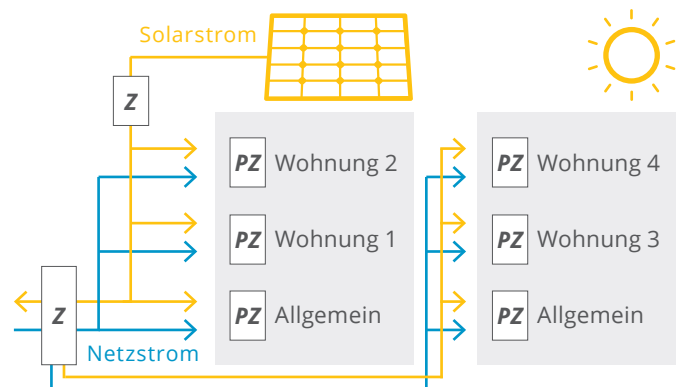 Solarstrom
Z
PZ Wohnung 2
PZ Wohnung 4
PZ Wohnung 1
PZ Wohnung 3
Z
PZ Allgemein
PZ Allgemein
Netzstrom